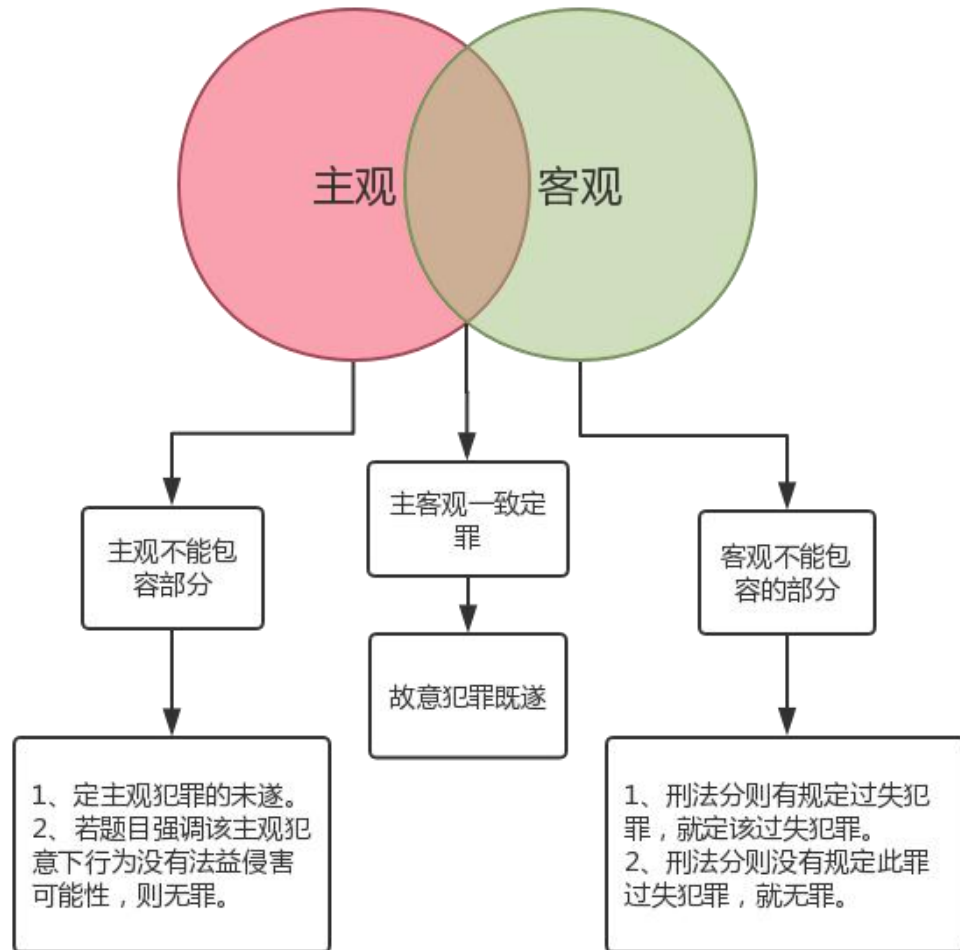 主观
客观
主客观一致定
罪
主观不能包
容部分
客观不能包
容的部分
故意犯罪既遂
1、定主观犯罪的未遂。
2、若题目强调该主观犯
意下行为没有法益侵害
可能性，则无罪。
1、刑法分则有规定过失犯
罪，就定该过失犯罪。
2、刑法分则没有规定此罪
过失犯罪，就无罪。